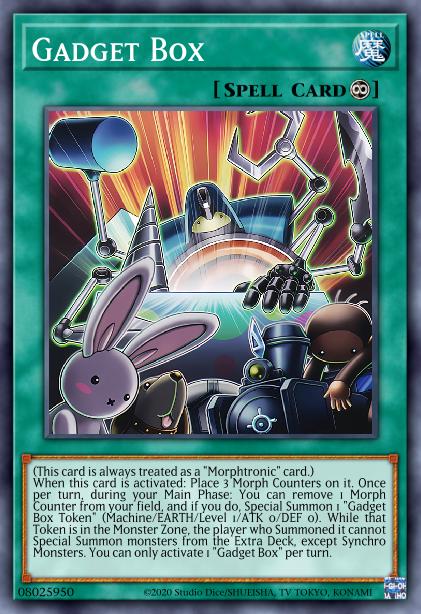 GADGET BOX
SPELL
魔
[SPELL CARD]
(This card is always treated as a "Morphtronic" card.)
When this card is activated: Place 3 Morph Counters on it. Once
per turn, during your Main Phase: You can remove 1 Morph
Counter from your field, and if you do, Special Summon 1 "Gadget
Box Token" (Machine/EARTH/Level 1/ATK 0/DEF 0). While that
Token is in the Monster Zone, the player who Summoned it cannot
Special Summon monsters from the Extra Deck, except Synchro
Monsters. You can only activate 1 "Gadget Box" per turn.
08025950
©2020 Studio Dice/SHUEISHA, TV TOKYO, KONAMI